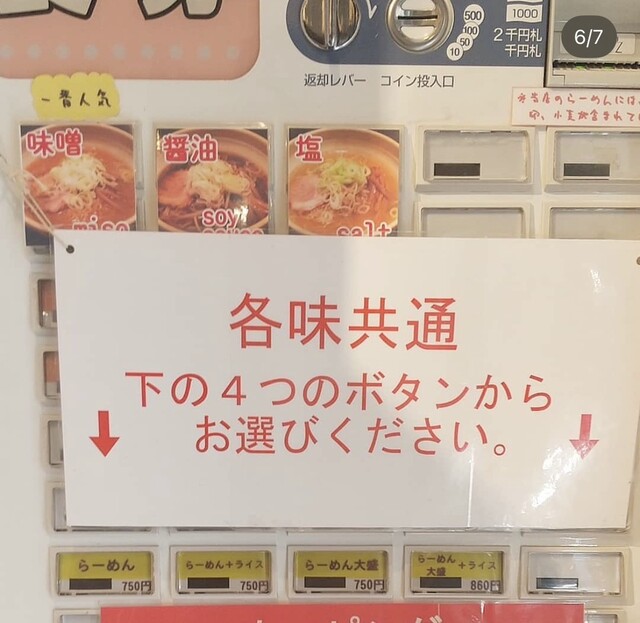 6/7
500
100
50
10
1000
2千円札
千円札
返却レバー コイン投入口
一番人気
味噌
醤油
塩
miso
soy
sauce
salt
各味共通
下の4つのボタンから
お選びください。
らーめん
750円
らーめん+ライス
750円
らーめん大盛
750円
らーめん
大盛
+ライス
860円